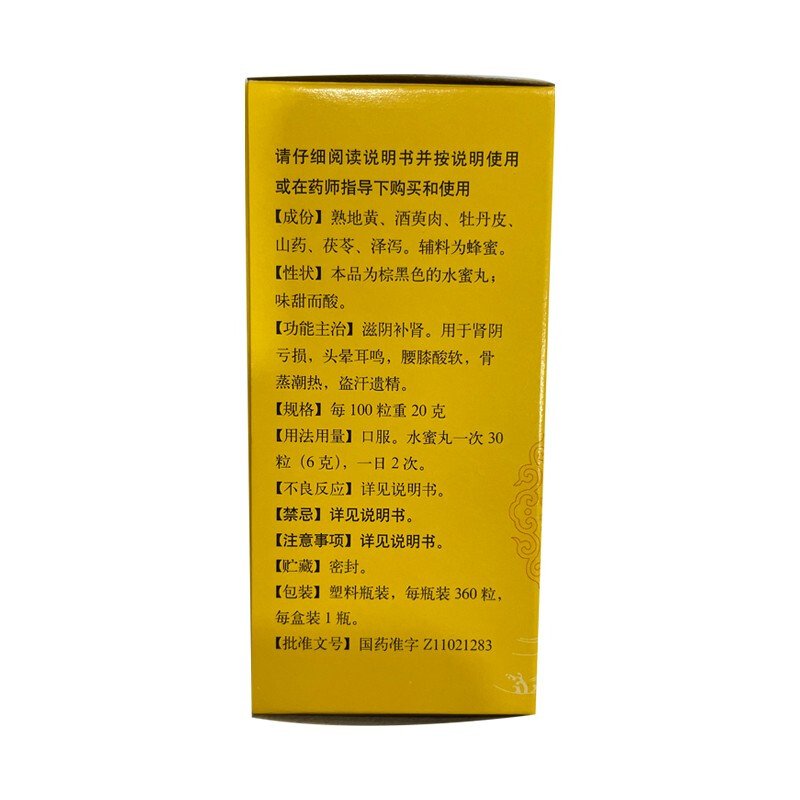 请仔细阅读说明书并按说明使用
或在药师指导下购买和使用
【成份】熟地黄、酒萸肉、牡丹皮、
山药、茯苓、泽泻。辅料为蜂蜜。
【性状】本品为棕黑色的水蜜丸；
味甜而酸。
【功能主治】滋阴补肾。用于肾阴
亏损，头晕耳鸣，腰膝酸软，骨
蒸潮热，盗汗遗精。
【规格】每100粒重20克
【用法用量】口服。水蜜丸一次30
粒（6克），一日2次。
【不良反应】详见说明书。
【禁忌】详见说明书。
【注意事项】详见说明书。
【贮藏】密封。
【包装】塑料瓶装，每瓶装360粒，
每盒装1瓶。
【批准文号】国药准字Z11021283